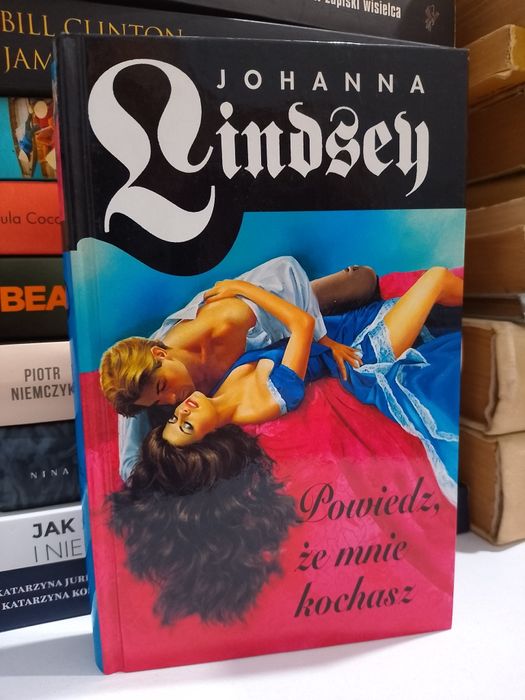 zapiski wisielca
BILL CLINTON
JAM
JOHANNA
Lindsey
ula Cocc
BEA
PIOTR
NIEMCZYK
NINA
JAK
I NIE
KATARZYNA JUR
KATARZYNA KO
Powiedz,
że mnie
kochasz